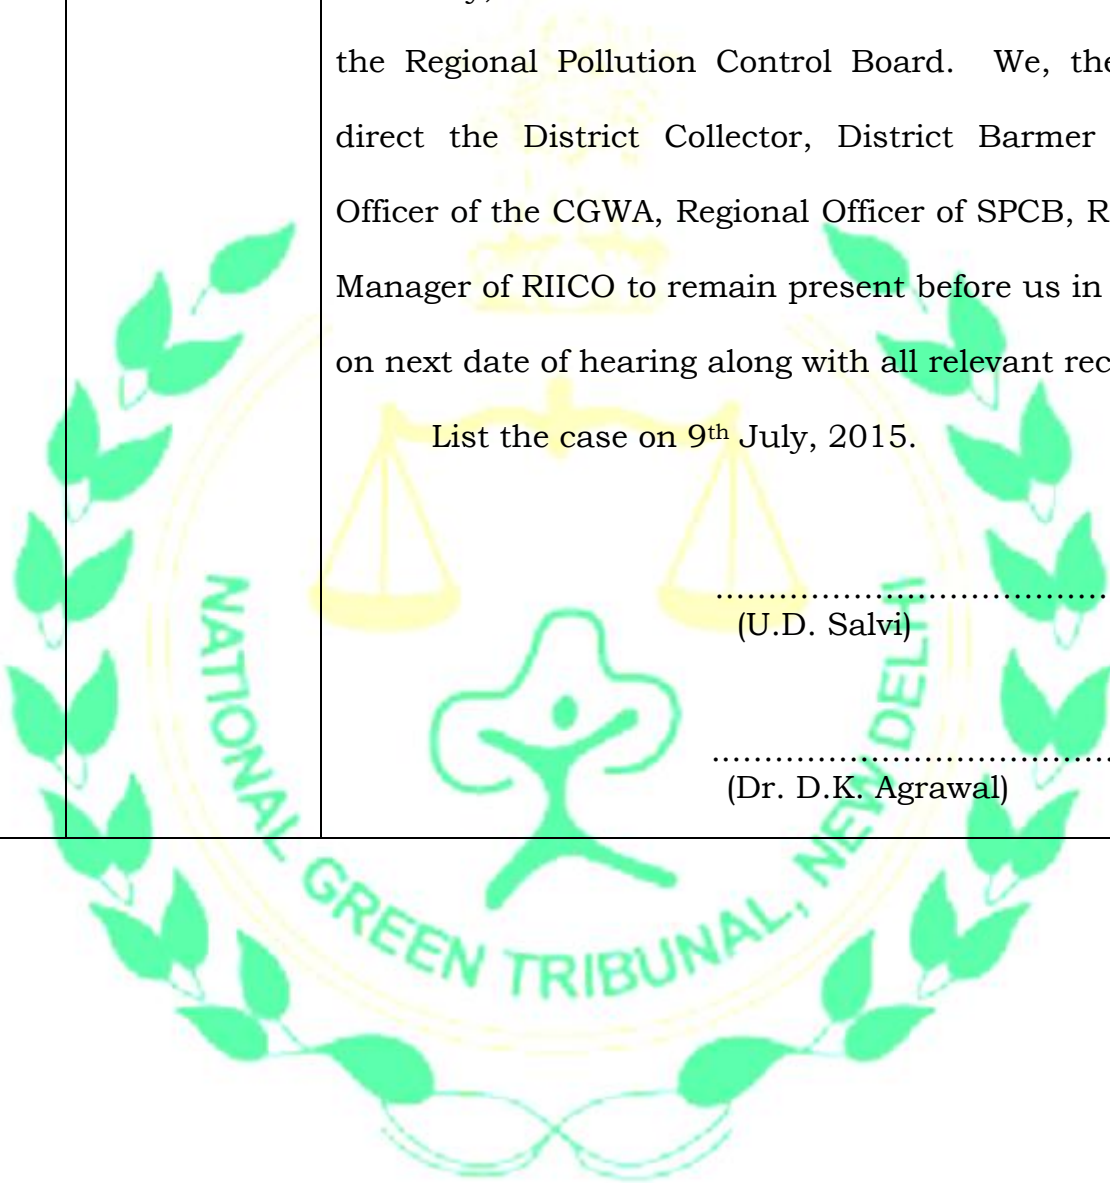 the Regional Pollution Control Board. We, the
direct the District Collector, District Barmer
Officer of the CGWA, Regional Officer of SPCB, R
Manager of RIICO to remain present before us in
on next date of hearing along with all relevant rec
List the case on 9th July, 2015.
.......................................
(U.D. Salvi)
.......................................
(Dr. D.K. Agrawal)
NATIONAL GREEN TRIBUNAL, NEW DELHI